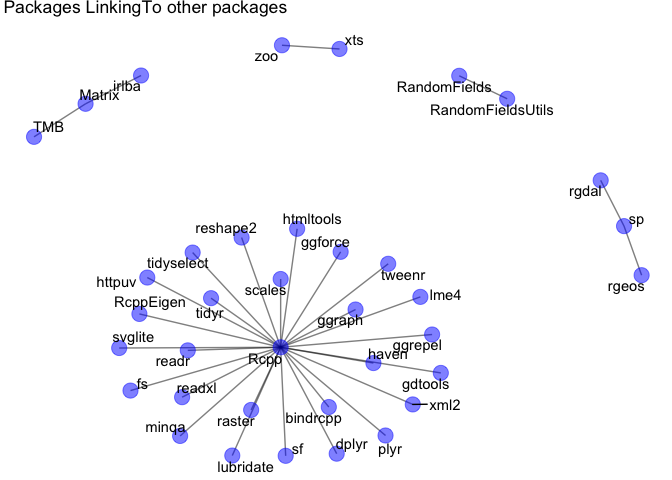 Packages LinkingTo other packages
xts
zoo
irlba
Matrix
TMB
RandomFields
RandomFieldsUtils
rgdal
sp
rgeos
htmltools
reshape2
ggforce
tidyselect
tweenr
httpuv
scales
lme4
RcppEigen
tidyr
ggraph
svglite
ggrepel
readr
Rcpp
haven
fs
readxl
gdtools
xml2
raster
bindrcpp
minqa
dplyr
plyr
sf
lubridate